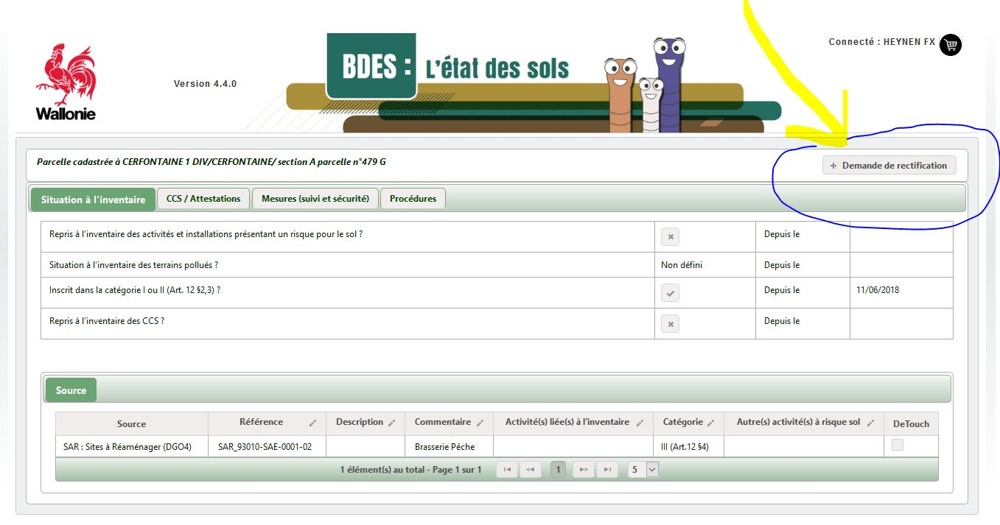 Connecté : HEYNEN FX
BDES : L'état des sols
Version 4.4.0
Wallonie
Parcelle cadastrée à CERFONTAINE 1 DIV/CERFONTAINE/ section A parcelle n°479 G
+ Demande de rectification
Situation à l'inventaire CCS / Attestations Mesures (suivi et sécurité) Procédures
Repris à l'inventaire des activités et installations présentant un risque pour le sol ? Depuis le
Situation à l'inventaire des terrains pollués ? Non défini Depuis le
Inscrit dans la catégorie I ou II (Art. 12 §2,3) ? Depuis le 11/06/2018
Repris à l'inventaire des CCS ? Depuis le
Source
Source Référence Description Commentaire Activité(s) liée(s) à l'inventaire Catégorie Autre(s) activité(s) à risque sol DeTouch
SAR : Sites à Réaménager (DGO4) SAR_93010-SAE-0001-02 Brasserie Pêche III (Art.12 §4)
1 élément(s) au total - Page 1 sur 1 1 5